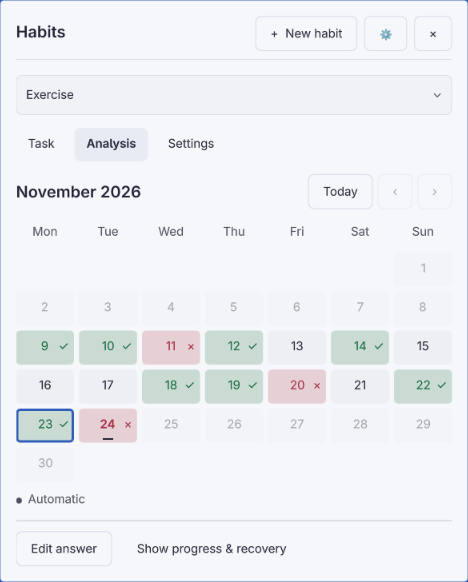 Habits
+ New habit
⚙️
×
Exercise
Task Analysis Settings
November 2026
Today
‹ ›
Mon Tue Wed Thu Fri Sat Sun
1
2 3 4 5 6 7 8
9 ✓ 10 ✓ 11 × 12 ✓ 13 14 ✓ 15
16 17 18 ✓ 19 ✓ 20 × 21 22 ✓
23 ✓ 24 × 25 26 27 28 29
30
Automatic
Edit answer Show progress & recovery